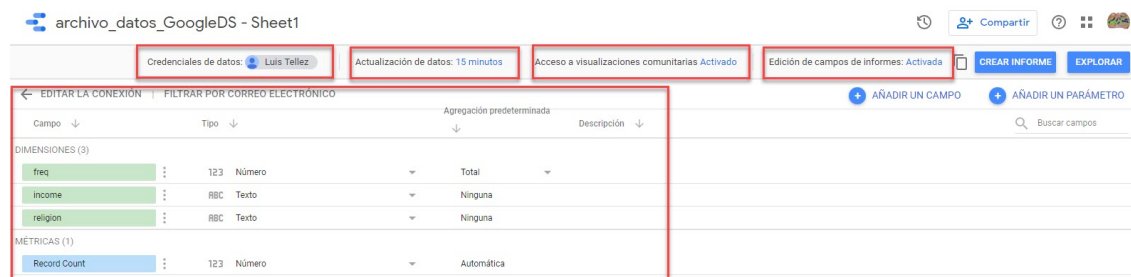 archivo_datos_GoogleDS - Sheet1
Compartir
Credenciales de datos: Luis Tellez
Actualización de datos: 15 minutos
Acceso a visualizaciones comunitarias Activado
Edición de campos de informes: Activada
CREAR INFORME
EXPLORAR
EDITAR LA CONEXIÓN | FILTRAR POR CORREO ELECTRÓNICO
AÑADIR UN CAMPO
AÑADIR UN PARÁMETRO
Campo Tipo Agregación predeterminada Descripción
Buscar campos
DIMENSIONES (3)
freq 123 Número Total
income ABC Texto Ninguna
religion ABC Texto Ninguna
MÉTRICAS (1)
Record Count 123 Número Automática